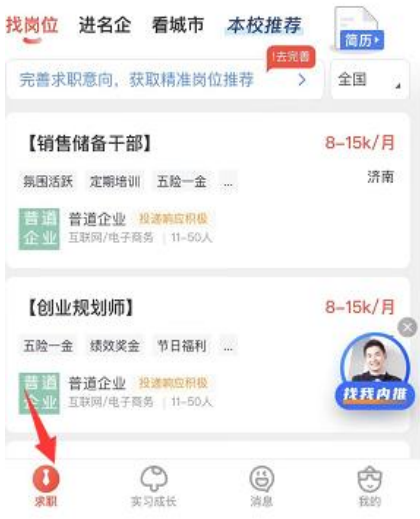 找岗位 进名企 看城市 本校推荐 简历
!去完善
完善求职意向，获取精准岗位推荐 > 全国
【销售储备干部】 8-15k/月
氛围活跃 定期培训 五险一金 ... 济南
普道企业 普道企业 投递响应积极
互联网/电子商务 | 11-50人
【创业规划师】 8-15k/月
五险一金 绩效奖金 节日福利 ...
普道企业 普道企业 投递响应积极
互联网/电子商务 | 11-50人
找我内推
求职 实习成长 消息 我的